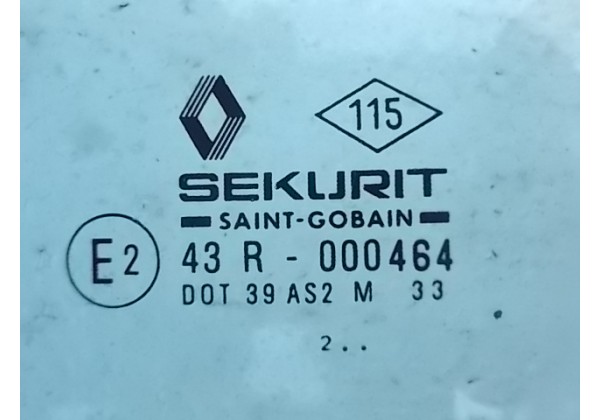 115
SEKURIT
SAINT-GOBAIN
E2 43 R - 000464
DOT 39 AS2 M 33
2..